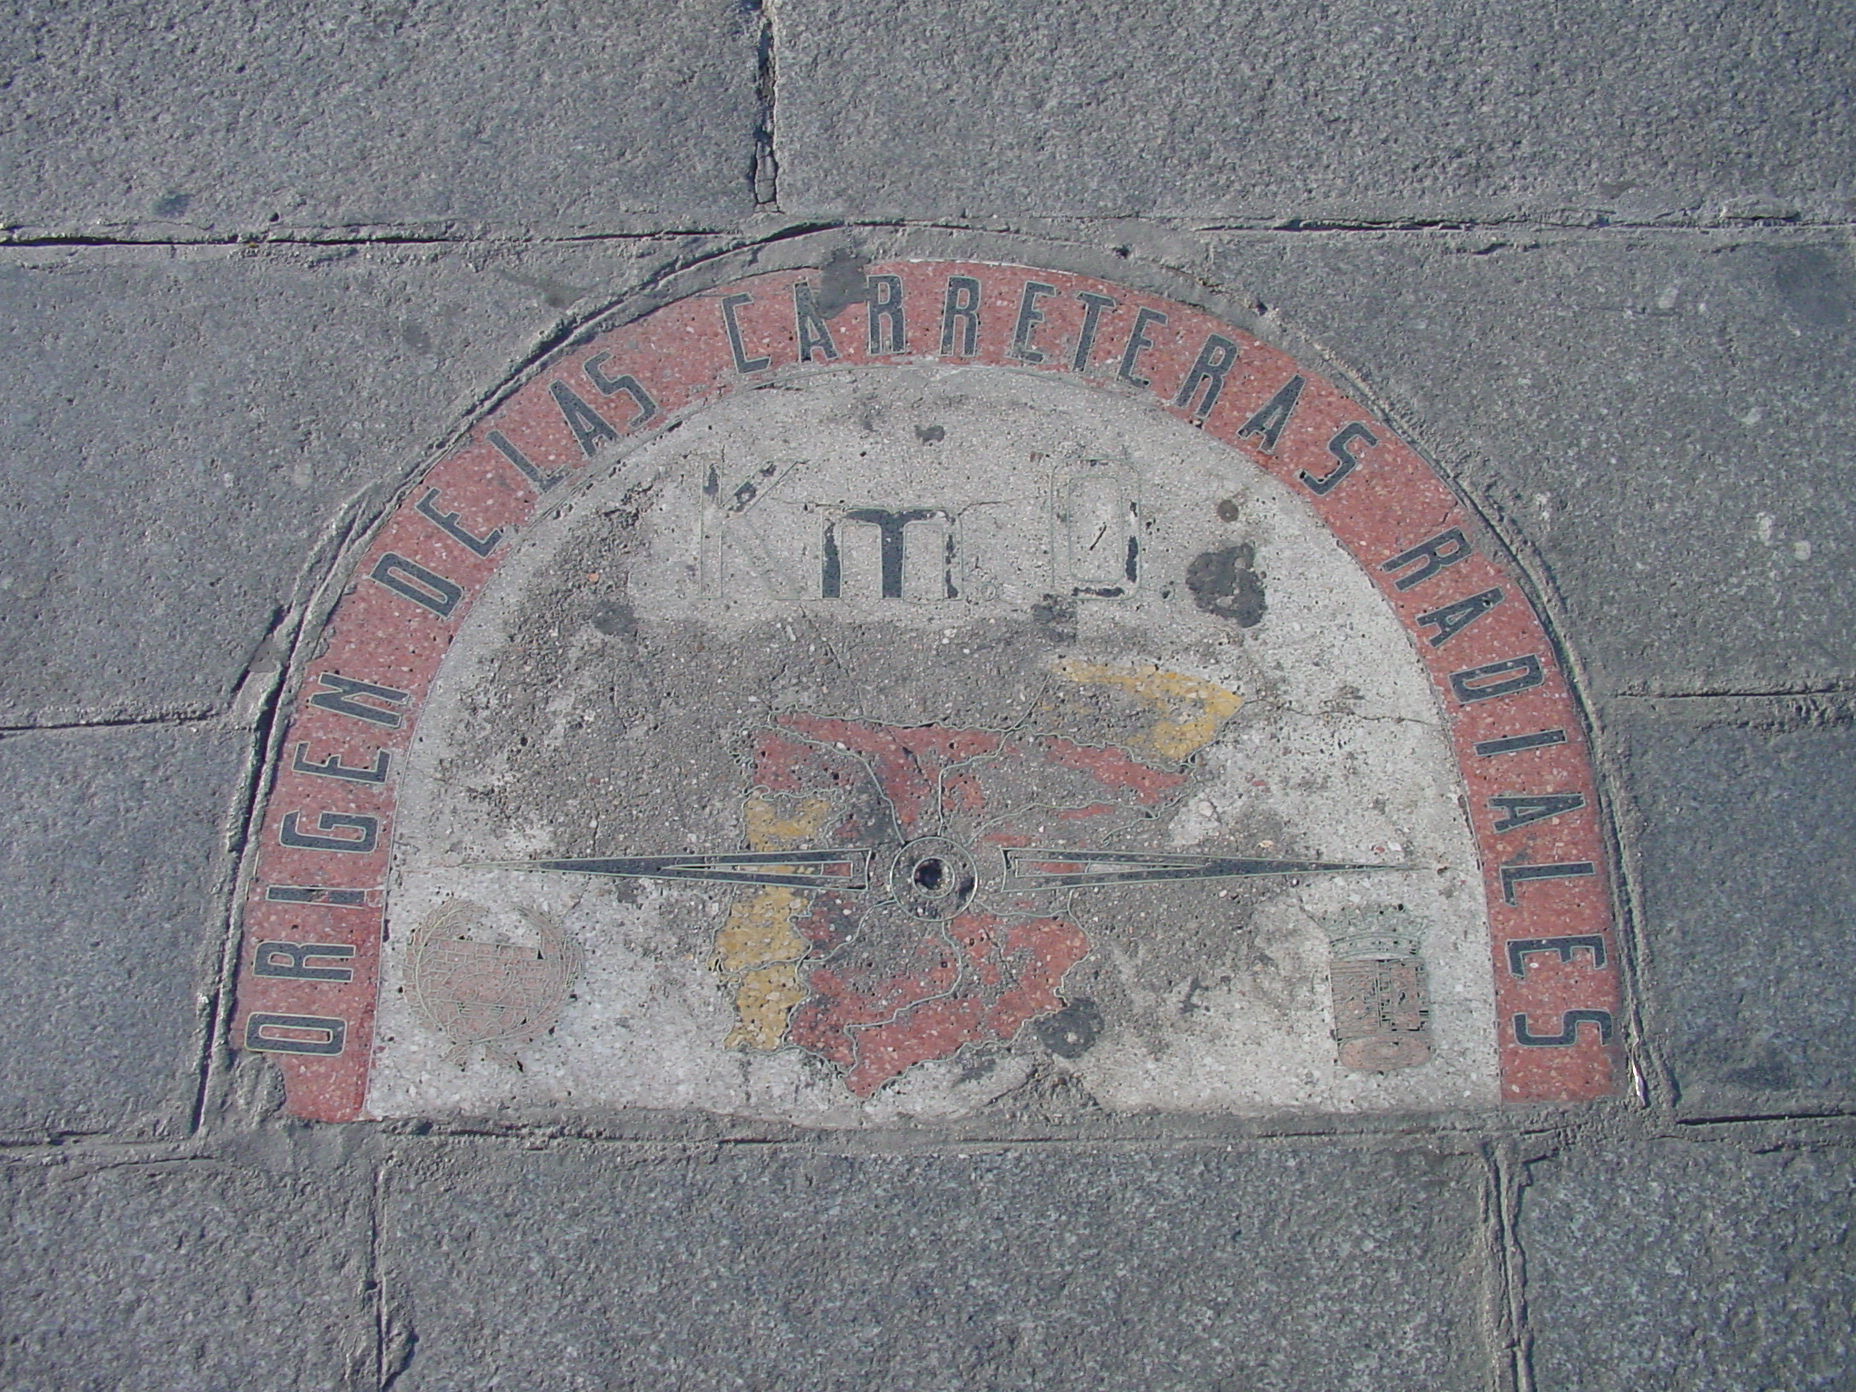 ORIGEN DE LAS CARRETERAS RADIALES
Km. 0.